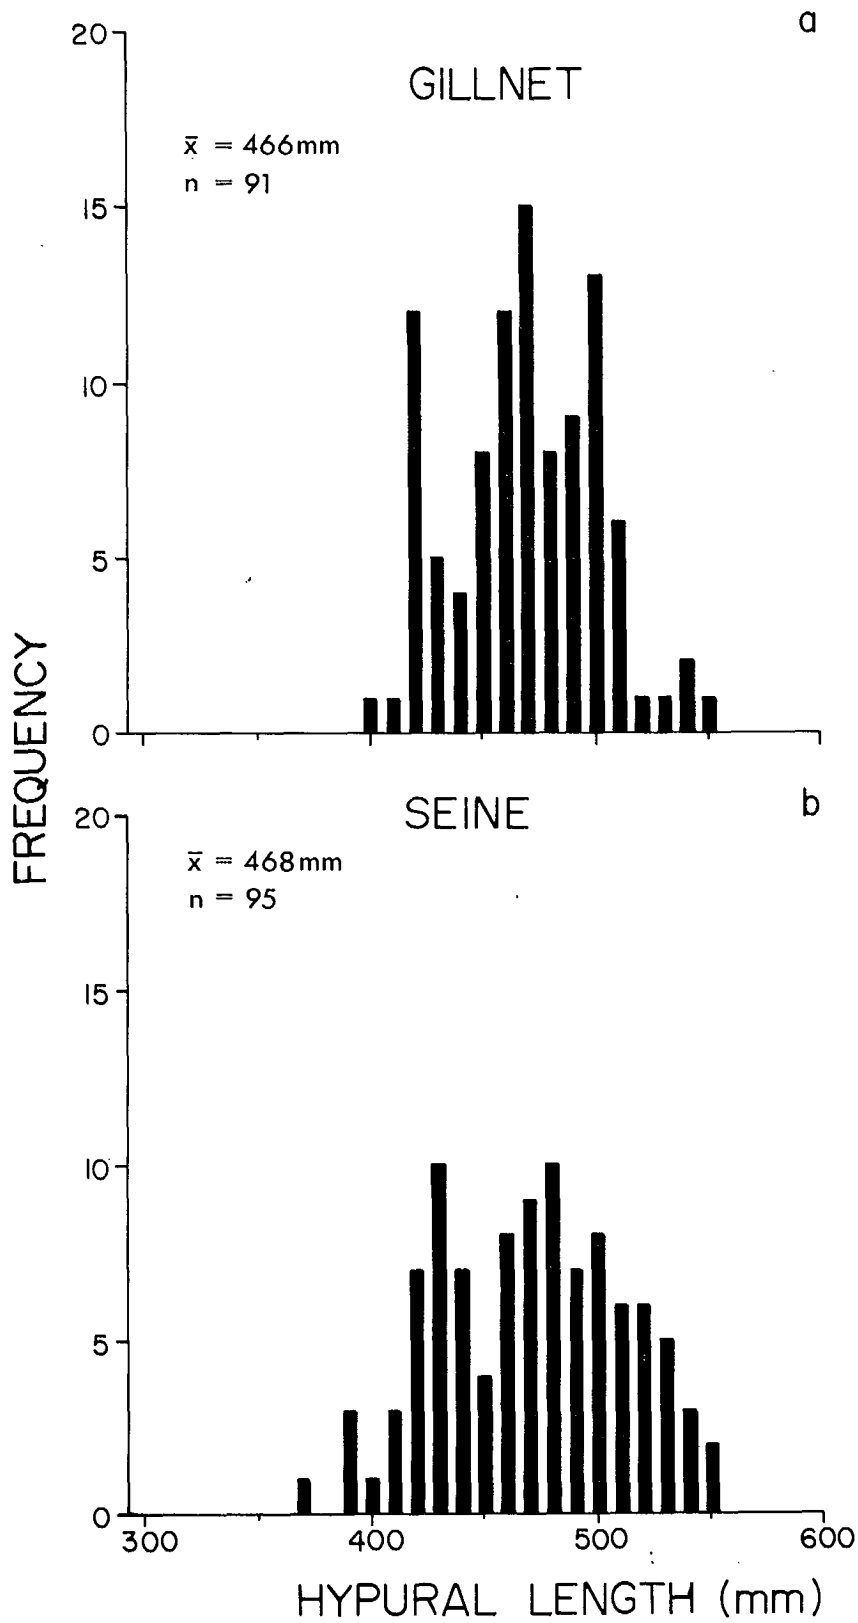 a
20
GILLNET
x̄ = 466mm
n = 91
15
10
5
0
FREQUENCY
b
20
SEINE
x̄ = 468mm
n = 95
15
10
5
0
300 400 500 600
HYPURAL LENGTH (mm)